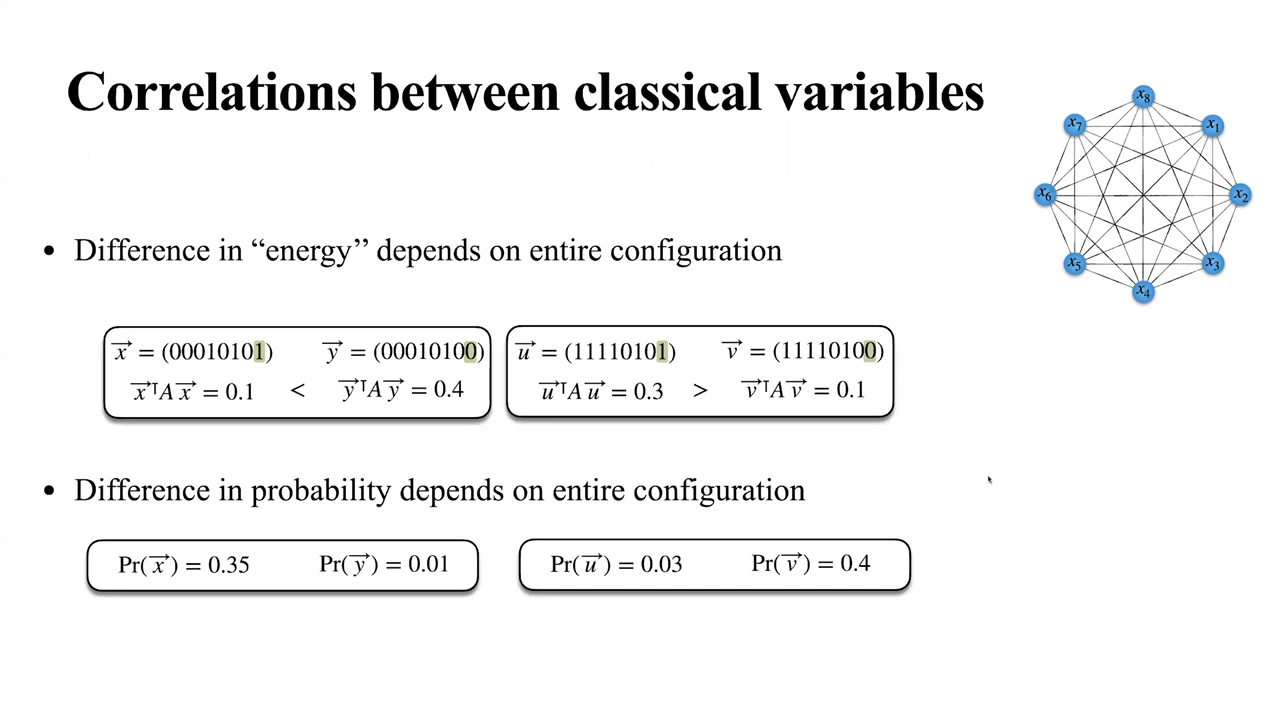 Correlations between classical variables
x₈
x₇
x₁
x₆
x₂
x₅
x₃
x₄
• Difference in “energy” depends on entire configuration
x⃗ = (00010101) y⃗ = (00010100)
x⃗ᵀAx⃗ = 0.1 < y⃗ᵀAy⃗ = 0.4
u⃗ = (11110101) v⃗ = (11110100)
u⃗ᵀAu⃗ = 0.3 > v⃗ᵀAv⃗ = 0.1
• Difference in probability depends on entire configuration
Pr(x⃗) = 0.35 Pr(y⃗) = 0.01
Pr(u⃗) = 0.03 Pr(v⃗) = 0.4